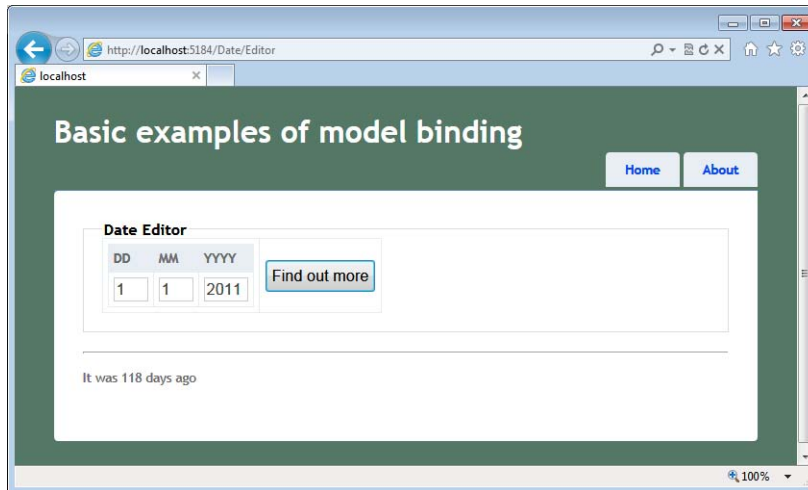 http://localhost:5184/Date/Editor
localhost
Basic examples of model binding
Home About
Date Editor
DD MM YYYY
1 1 2011 Find out more
It was 118 days ago
100%